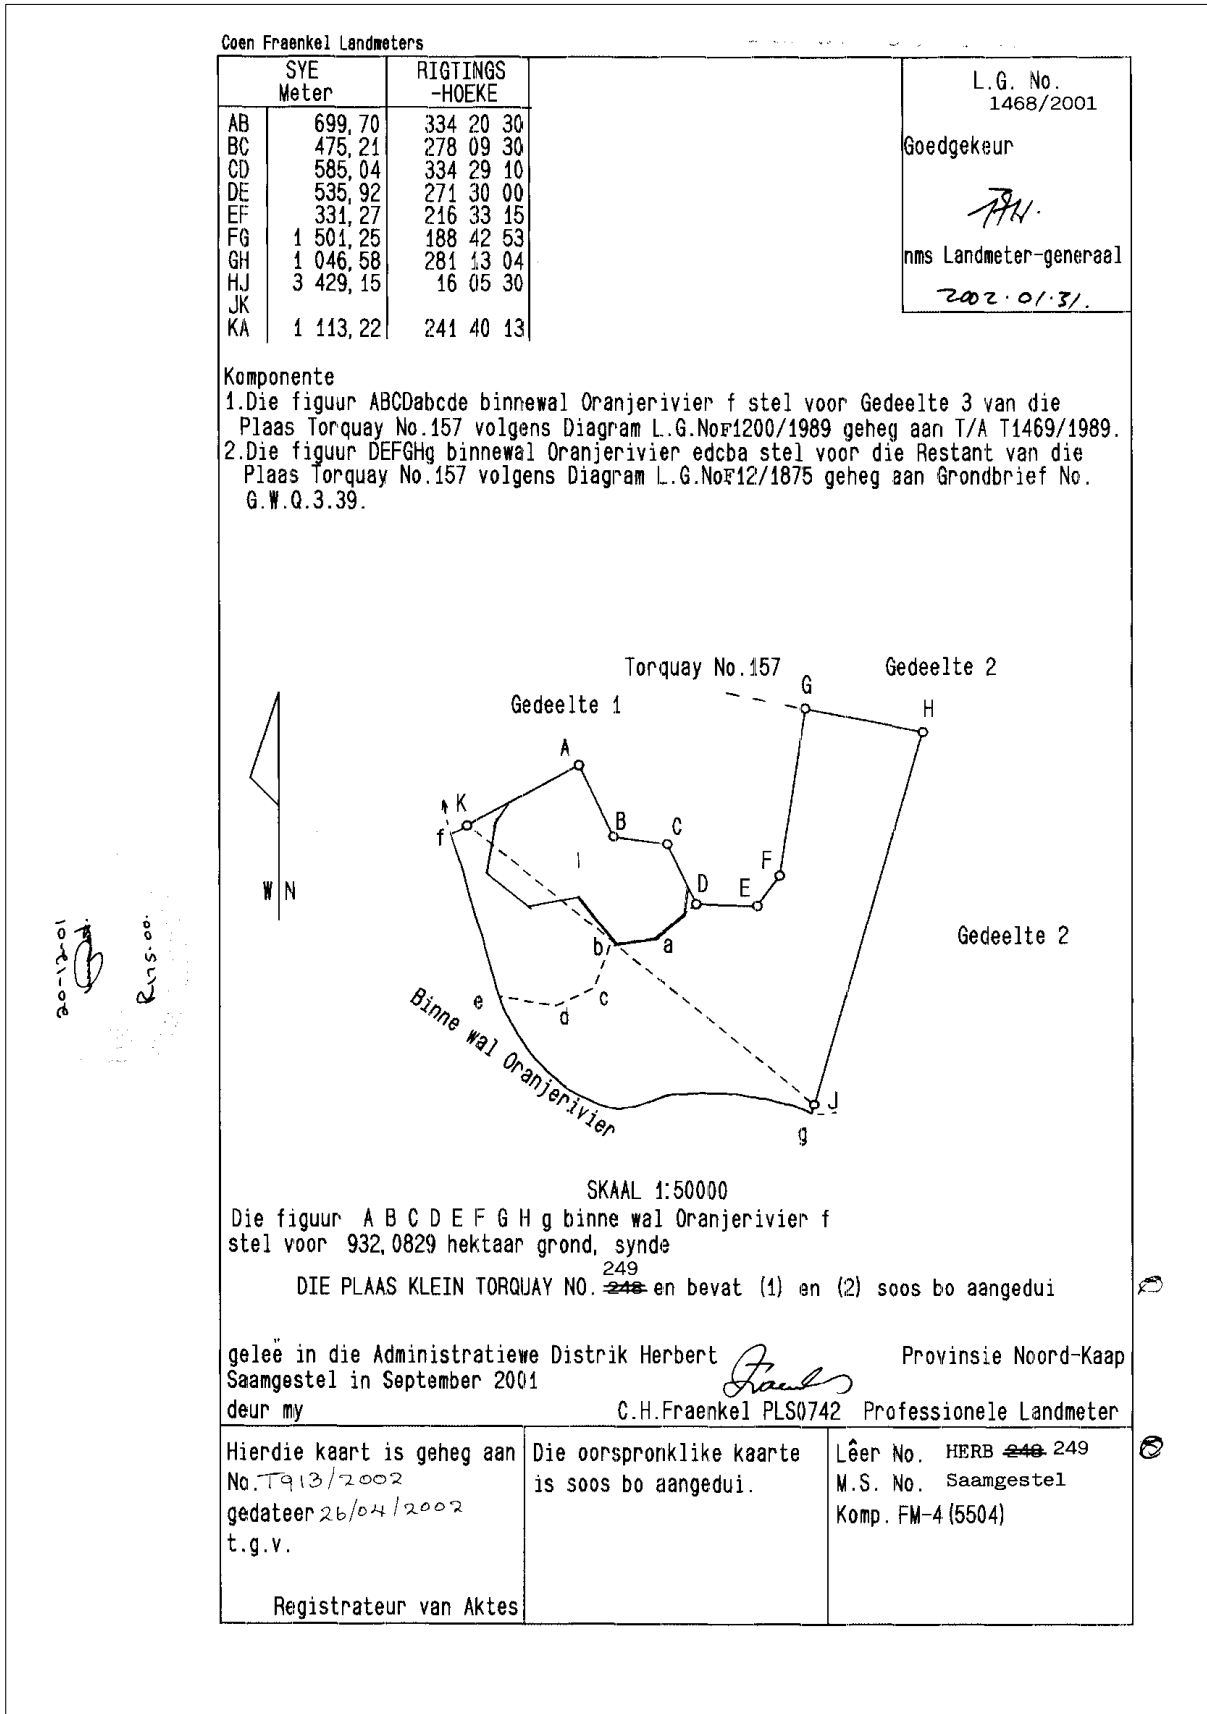 Coen Fraenkel Landmeters
SYE Meter RIGTINGS -HOEKE
AB 699,70 334 20 30
BC 475,21 278 09 30
CD 585,04 334 29 10
DE 535,92 271 30 00
EF 331,27 216 33 15
FG 1 501,25 188 42 53
GH 1 046,58 281 13 04
HJ 3 429,15 16 05 30
JK
KA 1 113,22 241 40 13
L.G. No.
1468/2001
Goedgekeur
nms Landmeter-generaal
2002.01.31.
Komponente
1.Die figuur ABCDabcde binnewal Oranjerivier f stel voor Gedeelte 3 van die
Plaas Torquay No.157 volgens Diagram L.G.NoF1200/1989 geheg aan T/A T1469/1989.
2.Die figuur DEFGHg binnewal Oranjerivier edcba stel voor die Restant van die
Plaas Torquay No.157 volgens Diagram L.G.NoF12/1875 geheg aan Grondbrief No.
G.W.Q.3.39.
Torquay No.157 Gedeelte 2
G
Gedeelte 1
H
A
K
f
B
C
F
D
E
W N
b
a
Gedeelte 2
e
c
d
Binne wal Oranjerivier
J
g
20-12-01
R175.00.
SKAAL 1:50000
Die figuur A B C D E F G H g binne wal Oranjerivier f
stel voor 932,0829 hektaar grond, synde
249
DIE PLAAS KLEIN TORQUAY NO. 248 en bevat (1) en (2) soos bo aangedui
geleë in die Administratiewe Distrik Herbert Provinsie Noord-Kaap
Saamgestel in September 2001
deur my C.H.Fraenkel PLS0742 Professionele Landmeter
Hierdie kaart is geheg aan
No. T913/2002
gedateer 26/04/2002
t.g.v.
Registrateur van Aktes
Die oorspronklike kaarte
is soos bo aangedui.
Lêer No. HERB 248 249
M.S. No. Saamgestel
Komp. FM-4(5504)